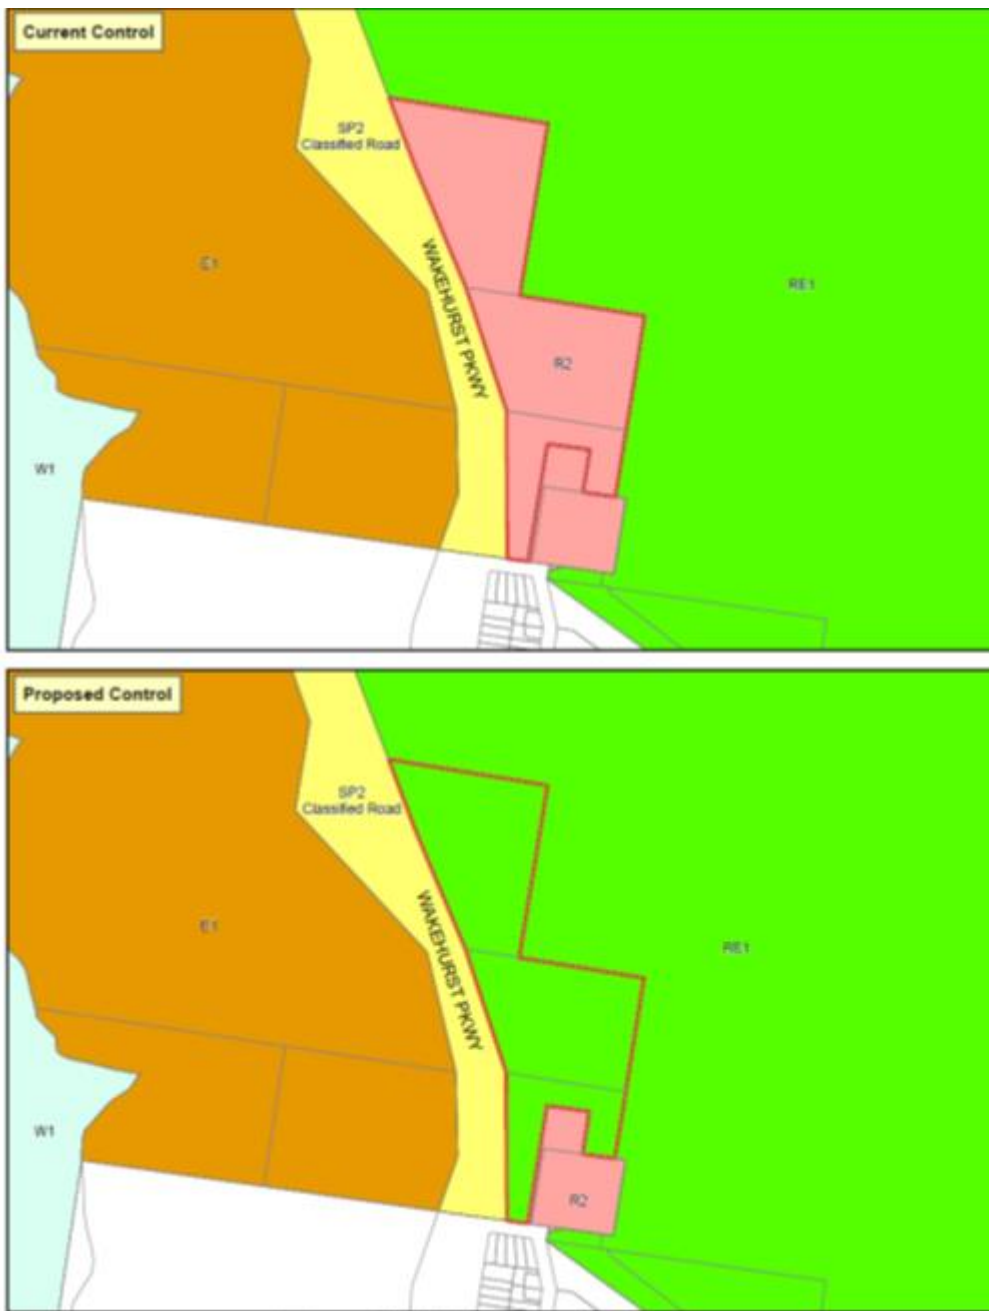 Current Control
SP2
Classified Road
WAKEHURST PKWY
E1
RE1
R2
W1
Proposed Control
SP2
Classified Road
WAKEHURST PKWY
E1
RE1
W1
R2